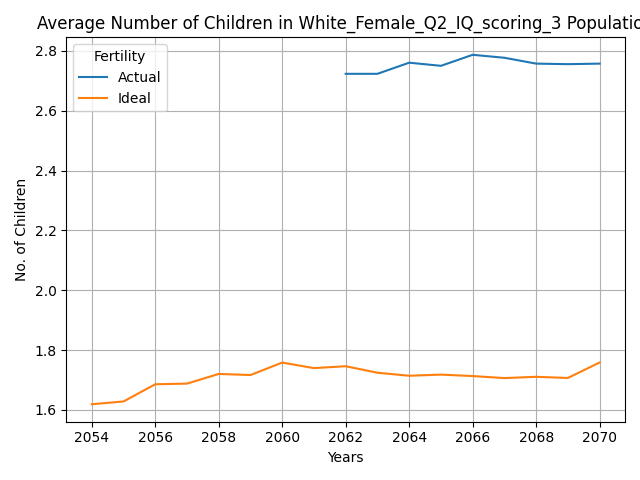 Average Number of Children in White_Female_Q2_IQ_scoring_3 Populatio
Fertility
Actual
Ideal
2.8
2.6
2.4
2.2
2.0
1.8
1.6
No. of Children
2054 2056 2058 2060 2062 2064 2066 2068 2070
Years